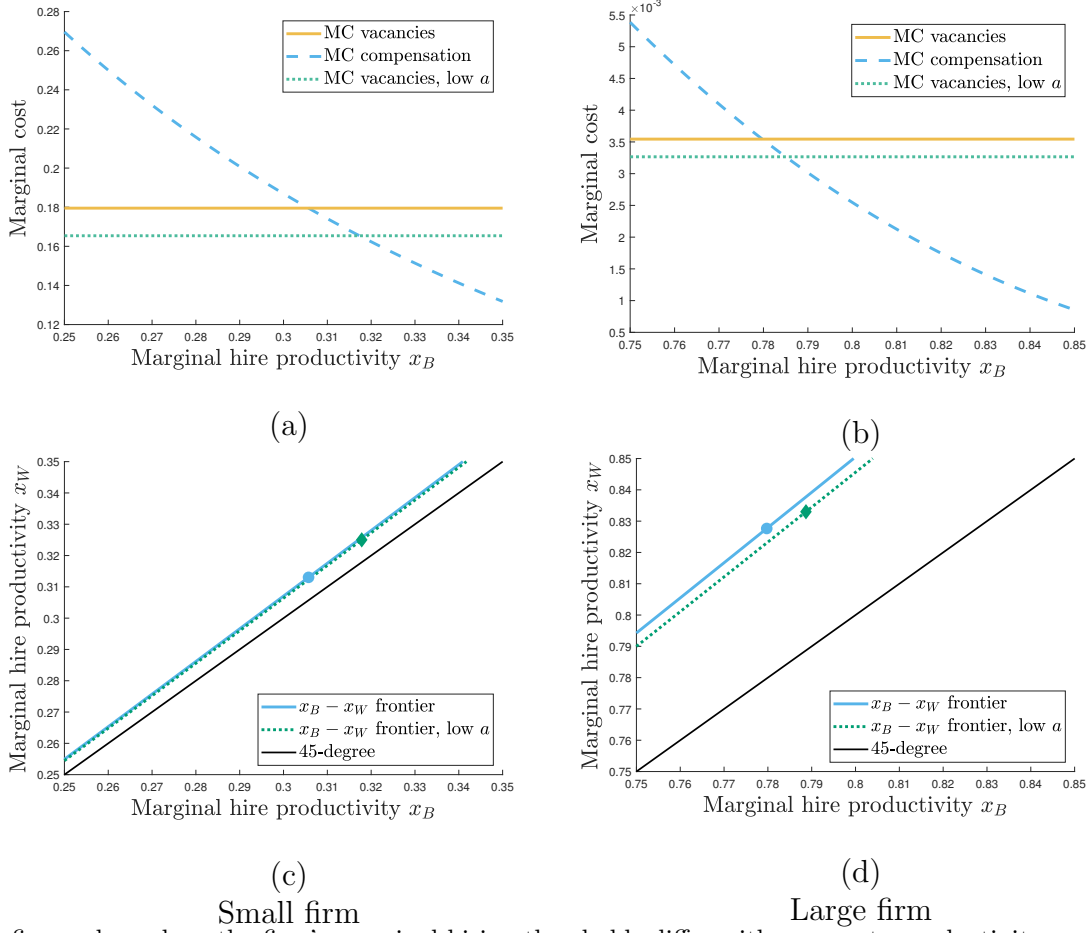 0.28
0.26
0.24
0.22
0.2
0.18
0.16
0.14
0.12
Marginal cost
MC vacancies
MC compensation
MC vacancies, low a
0.25 0.26 0.27 0.28 0.29 0.3 0.31 0.32 0.33 0.34 0.35
Marginal hire productivity x_B
(a)
×10⁻³
5.5
5
4.5
4
3.5
3
2.5
2
1.5
1
0.5
Marginal cost
MC vacancies
MC compensation
MC vacancies, low a
0.75 0.76 0.77 0.78 0.79 0.8 0.81 0.82 0.83 0.84 0.85
Marginal hire productivity x_B
(b)
0.35
0.34
0.33
0.32
0.31
0.3
0.29
0.28
0.27
0.26
0.25
Marginal hire productivity x_W
x_B − x_W frontier
x_B − x_W frontier, low a
45-degree
0.25 0.26 0.27 0.28 0.29 0.3 0.31 0.32 0.33 0.34 0.35
Marginal hire productivity x_B
(c)
Small firm
0.85
0.84
0.83
0.82
0.81
0.8
0.79
0.78
0.77
0.76
0.75
Marginal hire productivity x_W
x_B − x_W frontier
x_B − x_W frontier, low a
45-degree
0.75 0.76 0.77 0.78 0.79 0.8 0.81 0.82 0.83 0.84 0.85
Marginal hire productivity x_B
(d)
Large firm